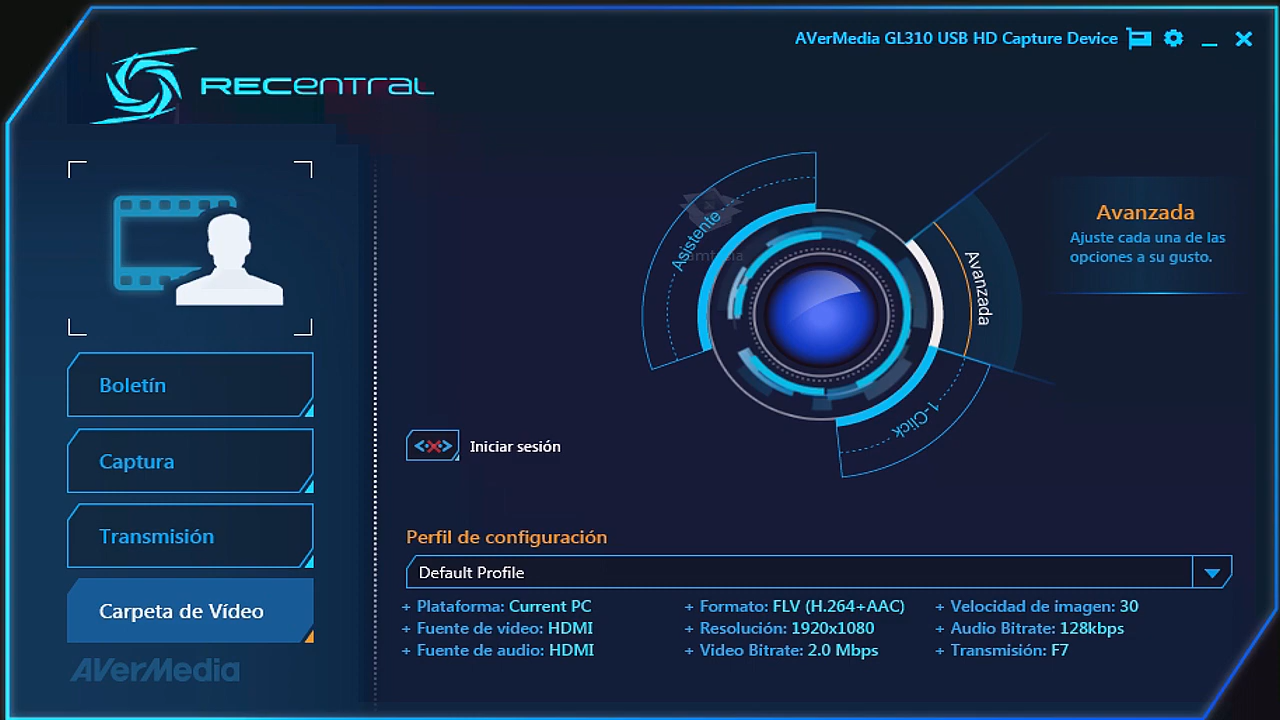 AVerMedia GL310 USB HD Capture Device
RECENTRAL
Asistente
Avanzada
1-Click
Avanzada
Ajuste cada una de las
opciones a su gusto.
Boletín
Captura
Transmisión
Carpeta de Vídeo
AVerMedia
Iniciar sesión
Perfil de configuración
Default Profile
+ Plataforma: Current PC
+ Fuente de video: HDMI
+ Fuente de audio: HDMI
+ Formato: FLV (H.264+AAC)
+ Resolución: 1920x1080
+ Video Bitrate: 2.0 Mbps
+ Velocidad de imagen: 30
+ Audio Bitrate: 128kbps
+ Transmisión: F7